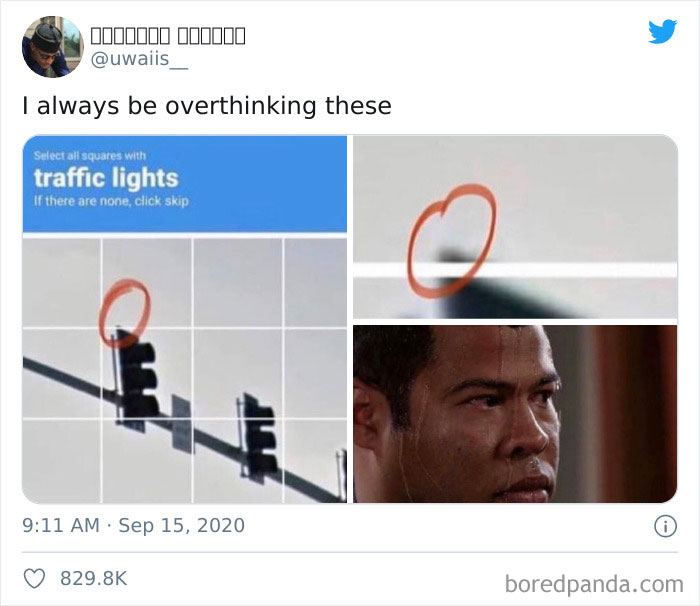 @uwaiis__
I always be overthinking these
Select all squares with
traffic lights
If there are none, click skip
9:11 AM · Sep 15, 2020
829.8K
boredpanda.com